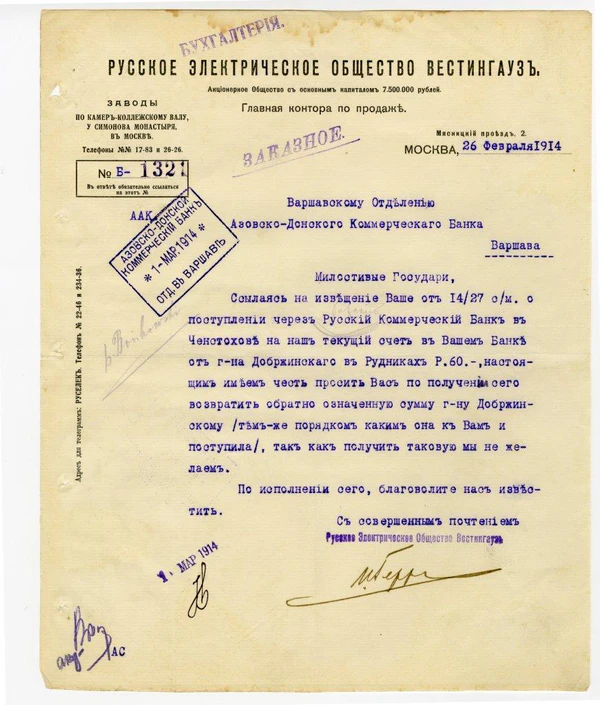 БУХГАЛТЕРІЯ.
РУССКОЕ ЭЛЕКТРИЧЕСКОЕ ОБЩЕСТВО ВЕСТИНГАУЗЪ.
Акціонерное Общество съ основнымъ капиталомъ 7.500.000 рублей.
Главная контора по продажѣ.
ЗАВОДЫ
ПО КАМЕРЪ-КОЛЛЕЖСКОМУ ВАЛУ,
У СИМОНОВА МОНАСТЫРЯ,
ВЪ МОСКВѢ.
Телефоны №№ 17-83 и 26-26.
№ Б- 1321
Въ отвѣтѣ обязательно ссылаться
на этотъ №
ЗАКАЗНОЕ.
Мясницкій проѣздъ, 2.
МОСКВА, 26 Февраля 1914
ААК.
АЗОВСКО-ДОНСКОЙ
КОММЕРЧЕСКІЙ БАНКЪ
* 1-МАР.1914 *
ОТД. ВЪ ВАРШАВѢ
Варшавскому Отдѣленію
Азовско-Донского Коммерческаго Банка
Варшава
Милостивые Государи,
Ссылаясь на извѣщеніе Ваше отъ 14/27 с/м. о
поступленіи черезъ Русскій Коммерческій Банкъ въ
Ченстоховѣ на нашъ текущій счетъ въ Вашемъ Банкѣ
отъ г-на Добржинскаго въ Рудникахъ Р.60.-, настоя-
щимъ имѣемъ честь просить Васъ по полученіи сего
возвратить обратно означенную сумму г-ну Добржин-
скому /тѣмъ-же порядкомъ какимъ она къ Вамъ и
поступила/, такъ какъ получить таковую мы не же-
лаемъ.
По исполненіи сего, благоволите насъ извѣс-
тить.
Съ совершеннымъ почтеніемъ
Русское Электрическое Общество Вестингаузъ
1. МАР 1914
АС
Адресъ для телеграммъ: РУСЕЛЕКЪ. Телефонъ № 22-46 и 234-36.